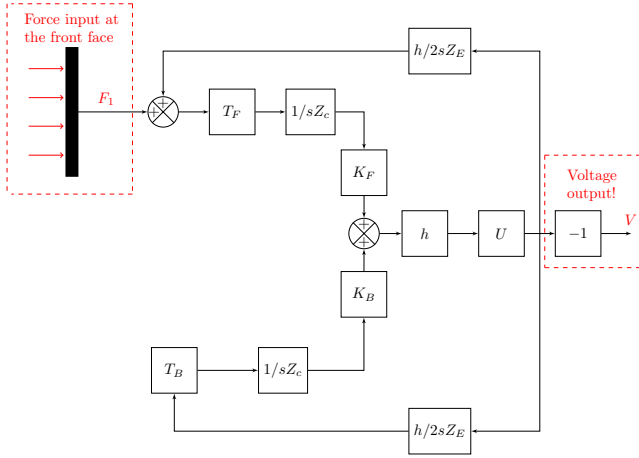 Force input at
the front face
F₁
+
+
T_F
1/sZ_c
h/2sZ_E
K_F
+
+
h
U
Voltage
output!
−1
V
K_B
T_B
1/sZ_c
h/2sZ_E